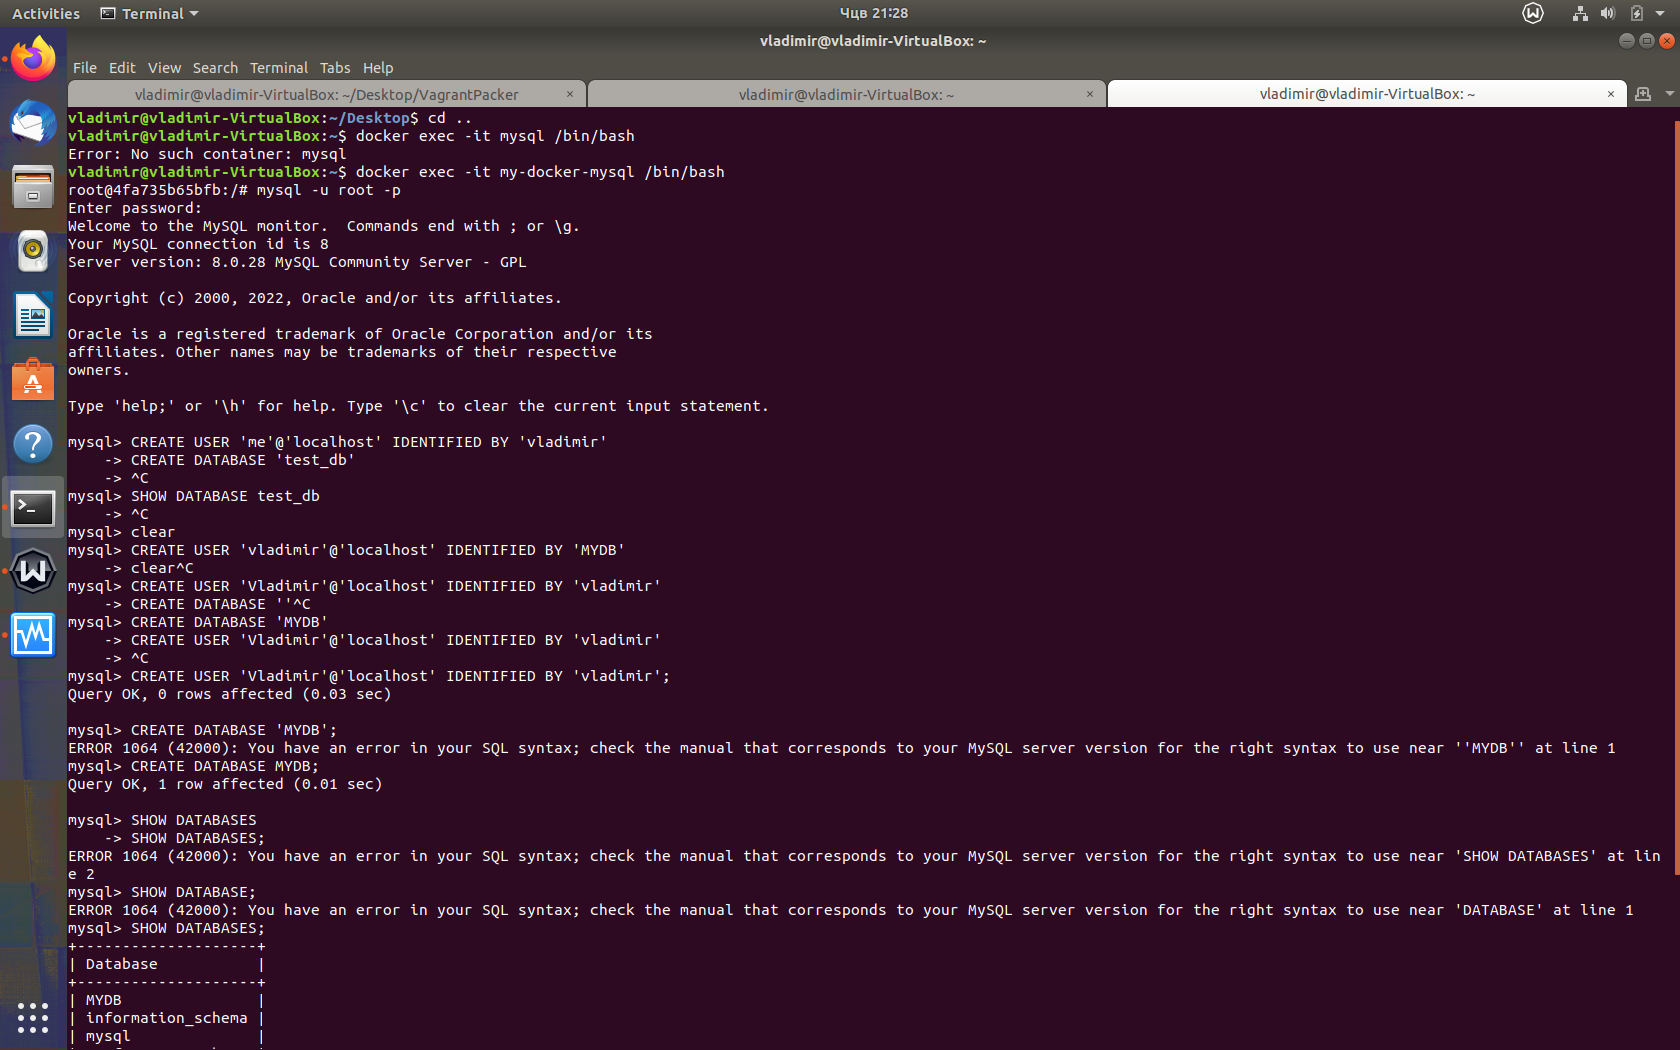 Activities
Terminal
Чцв 21:28
vladimir@vladimir-VirtualBox: ~
File Edit View Search Terminal Tabs Help
vladimir@vladimir-VirtualBox: ~/Desktop/VagrantPacker × vladimir@vladimir-VirtualBox: ~ × vladimir@vladimir-VirtualBox: ~ ×
vladimir@vladimir-VirtualBox:~/Desktop$ cd ..
vladimir@vladimir-VirtualBox:~$ docker exec -it mysql /bin/bash
Error: No such container: mysql
vladimir@vladimir-VirtualBox:~$ docker exec -it my-docker-mysql /bin/bash
root@4fa735b65bfb:/# mysql -u root -p
Enter password:
Welcome to the MySQL monitor.  Commands end with ; or \g.
Your MySQL connection id is 8
Server version: 8.0.28 MySQL Community Server - GPL
Copyright (c) 2000, 2022, Oracle and/or its affiliates.
Oracle is a registered trademark of Oracle Corporation and/or its
affiliates. Other names may be trademarks of their respective
owners.
Type 'help;' or '\h' for help. Type '\c' to clear the current input statement.
mysql> CREATE USER 'me'@'localhost' IDENTIFIED BY 'vladimir'
    -> CREATE DATABASE 'test_db'
    -> ^C
mysql> SHOW DATABASE test_db
    -> ^C
mysql> clear
mysql> CREATE USER 'vladimir'@'localhost' IDENTIFIED BY 'MYDB'
    -> clear^C
mysql> CREATE USER 'Vladimir'@'localhost' IDENTIFIED BY 'vladimir'
    -> CREATE DATABASE ''^C
mysql> CREATE DATABASE 'MYDB'
    -> CREATE USER 'Vladimir'@'localhost' IDENTIFIED BY 'vladimir'
    -> ^C
mysql> CREATE USER 'Vladimir'@'localhost' IDENTIFIED BY 'vladimir';
Query OK, 0 rows affected (0.03 sec)
mysql> CREATE DATABASE 'MYDB';
ERROR 1064 (42000): You have an error in your SQL syntax; check the manual that corresponds to your MySQL server version for the right syntax to use near ''MYDB'' at line 1
mysql> CREATE DATABASE MYDB;
Query OK, 1 row affected (0.01 sec)
mysql> SHOW DATABASES
    -> SHOW DATABASES;
ERROR 1064 (42000): You have an error in your SQL syntax; check the manual that corresponds to your MySQL server version for the right syntax to use near 'SHOW DATABASES' at lin
e 2
mysql> SHOW DATABASE;
ERROR 1064 (42000): You have an error in your SQL syntax; check the manual that corresponds to your MySQL server version for the right syntax to use near 'DATABASE' at line 1
mysql> SHOW DATABASES;
+--------------------+
| Database           |
+--------------------+
| MYDB               |
| information_schema |
| mysql              |